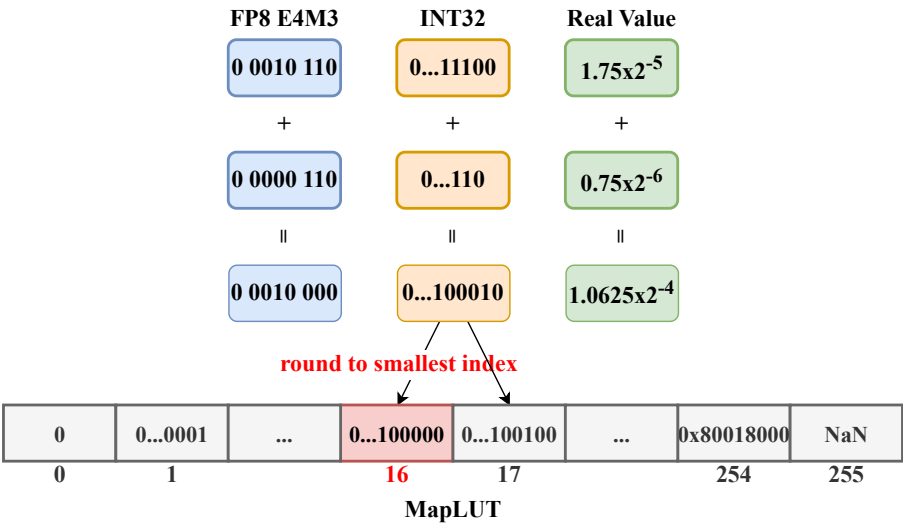 FP8 E4M3 INT32 Real Value
0 0010 110 0...11100 1.75x2-5
+ + +
0 0000 110 0...110 0.75x2-6
= = =
0 0010 000 0...100010 1.0625x2-4
round to smallest index
0 0...0001 ... 0...100000 0...100100 ... 0x80018000 NaN
0 1 16 17 254 255
MapLUT